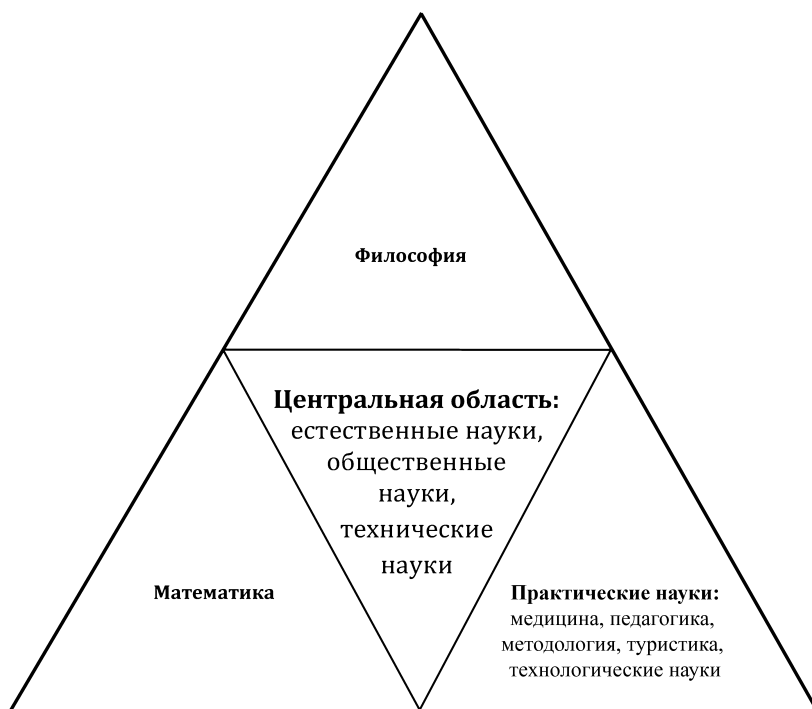 Философия
Центральная область:
естественные науки,
общественные
науки,
технические
науки
Математика
Практические науки:
медицина, педагогика,
методология, туристика,
технологические науки